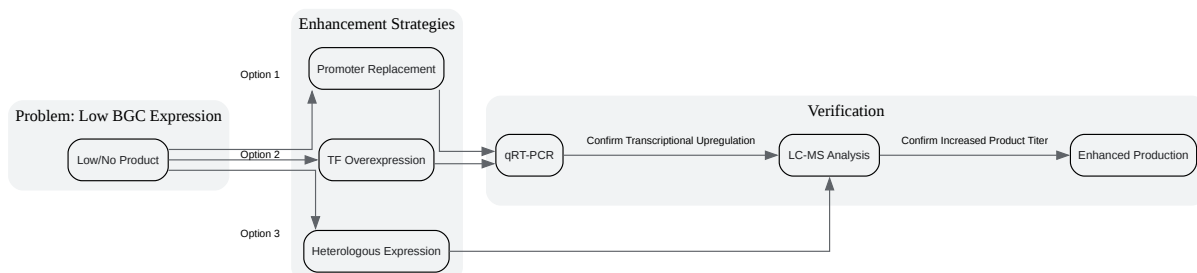 Enhancement Strategies
Option 1
Promoter Replacement
Problem: Low BGC Expression
Verification
Low/No Product
Option 2
TF Overexpression
qRT-PCR
Confirm Transcriptional Upregulation
LC-MS Analysis
Confirm Increased Product Titer
Enhanced Production
Option 3
Heterologous Expression